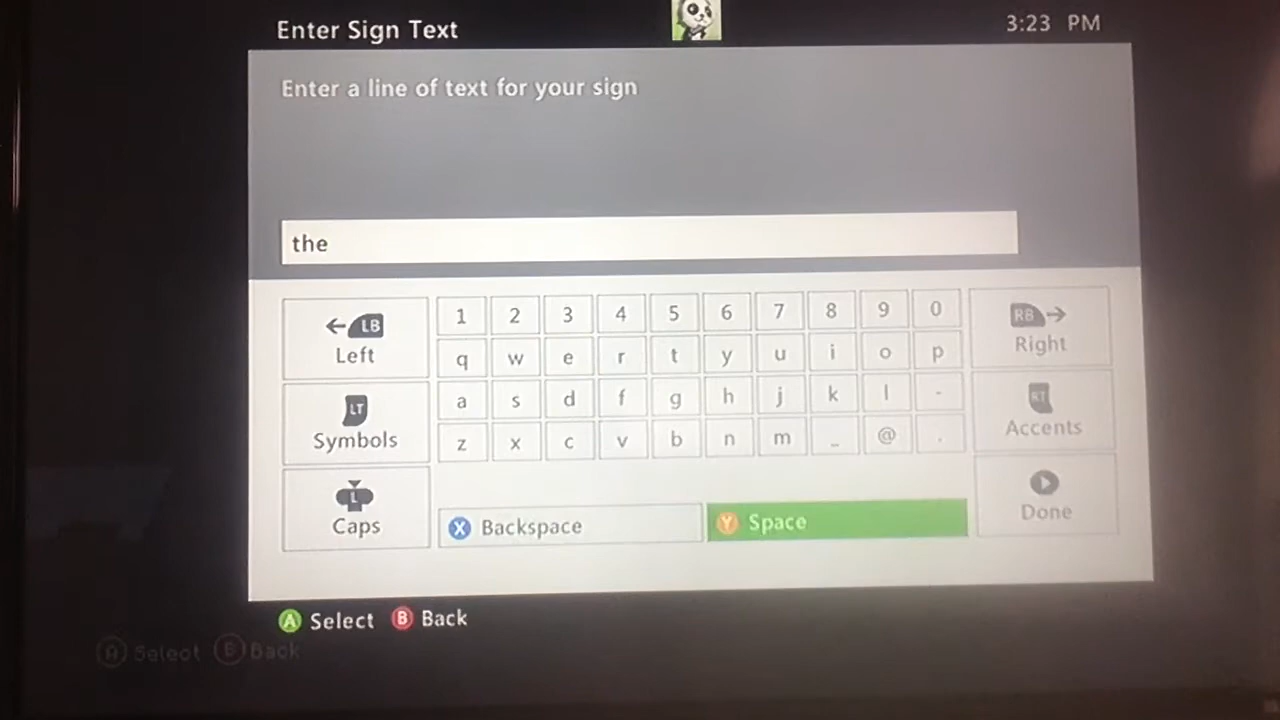 Enter Sign Text
3:23 PM
Enter a line of text for your sign
the
LB
Left
1 2 3 4 5 6 7 8 9 0
RB
Right
q w e r t y u i o p
LT
Symbols
a s d f g h j k l -
RT
Accents
z x c v b n m _ @ .
L
Caps
X Backspace
Y Space
Done
A Select B Back
A Select B Back